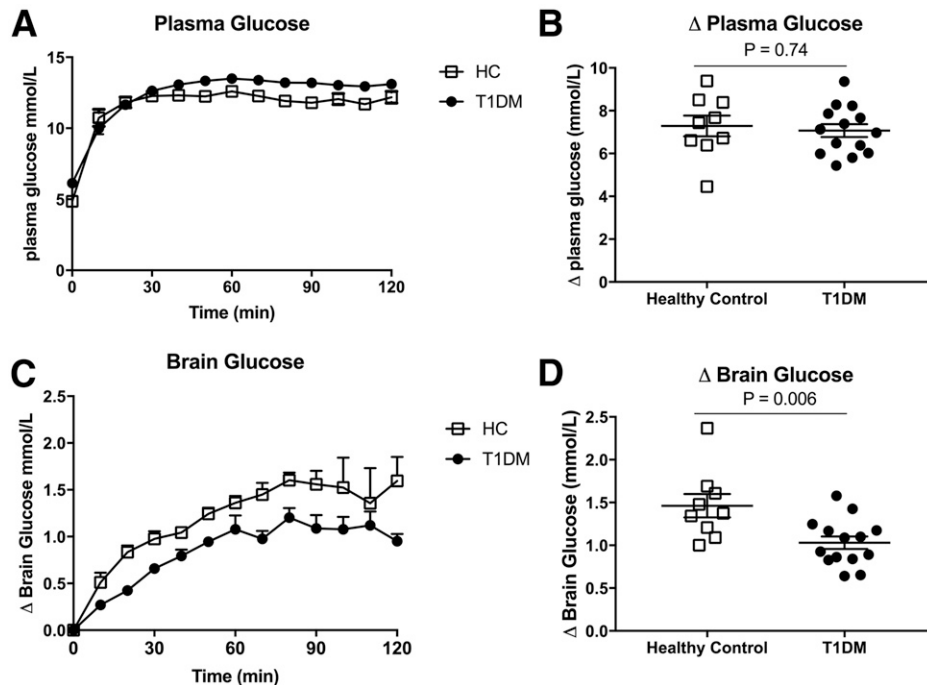 A
Plasma Glucose
plasma glucose mmol/L
15
10
5
0
0
30
60
90
120
Time (min)
HC
T1DM
B
Δ Plasma Glucose
P = 0.74
Δ plasma glucose (mmol/L)
10
8
6
4
2
0
Healthy Control
T1DM
C
Brain Glucose
Δ Brain Glucose mmol/L
2.5
2.0
1.5
1.0
0.5
0.0
0
30
60
90
120
Time (min)
HC
T1DM
D
Δ Brain Glucose
P = 0.006
Δ Brain Glucose (mmol/L)
2.5
2.0
1.5
1.0
0.5
0.0
Healthy Control
T1DM